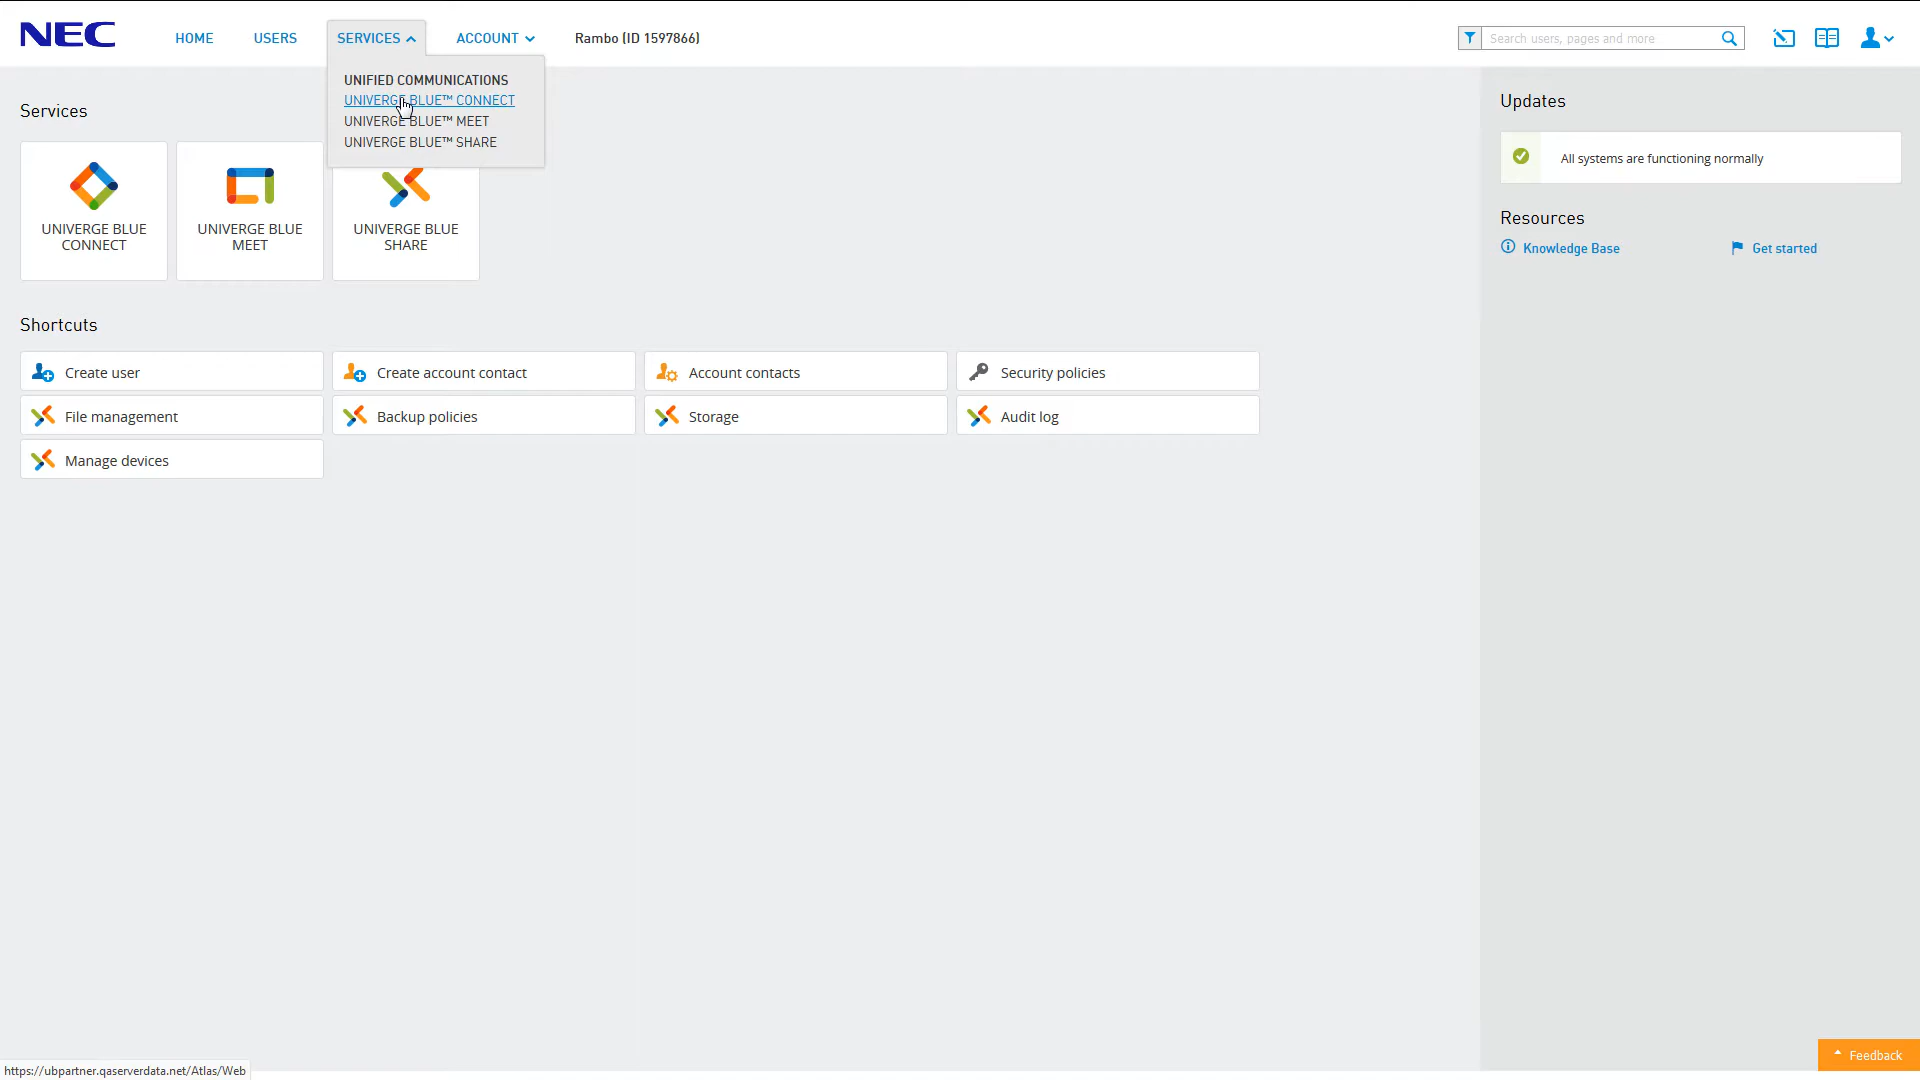 NEC
HOME
USERS
SERVICES
ACCOUNT
Rambo (ID 1597866)
Search users, pages and more
UNIFIED COMMUNICATIONS
UNIVERGE BLUE™ CONNECT
UNIVERGE BLUE™ MEET
UNIVERGE BLUE™ SHARE
Services
UNIVERGE BLUE
CONNECT
UNIVERGE BLUE
MEET
UNIVERGE BLUE
SHARE
Shortcuts
Create user
Create account contact
Account contacts
Security policies
File management
Backup policies
Storage
Audit log
Manage devices
Updates
All systems are functioning normally
Resources
Knowledge Base
Get started
Feedback
https://ubpartner.qaserverdata.net/Atlas/Web